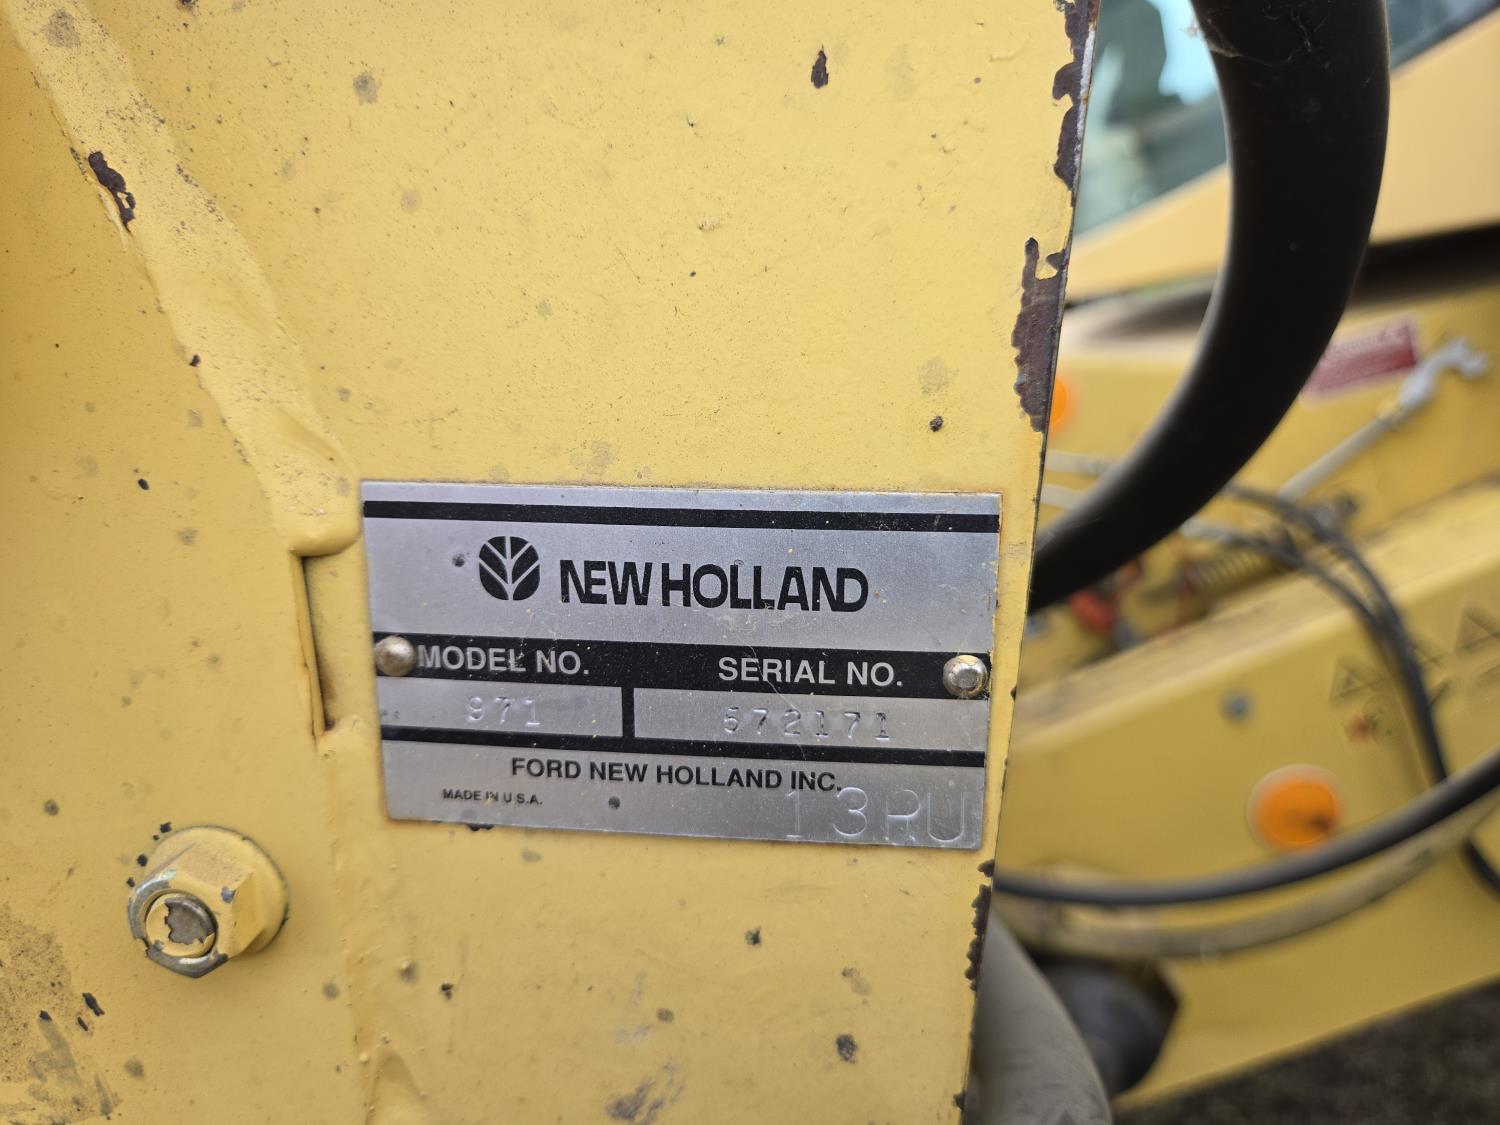 NEW HOLLAND
MODEL NO. SERIAL NO.
971 572171
FORD NEW HOLLAND INC.
MADE IN U.S.A.
13RU